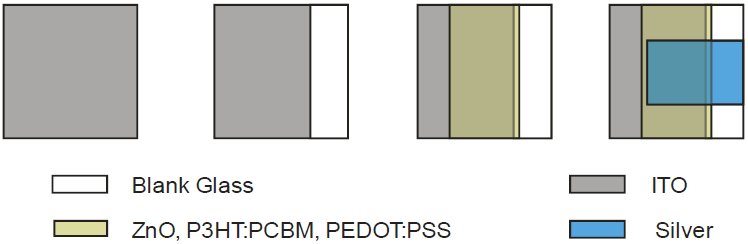 Blank Glass
ITO
ZnO, P3HT:PCBM, PEDOT:PSS
Silver